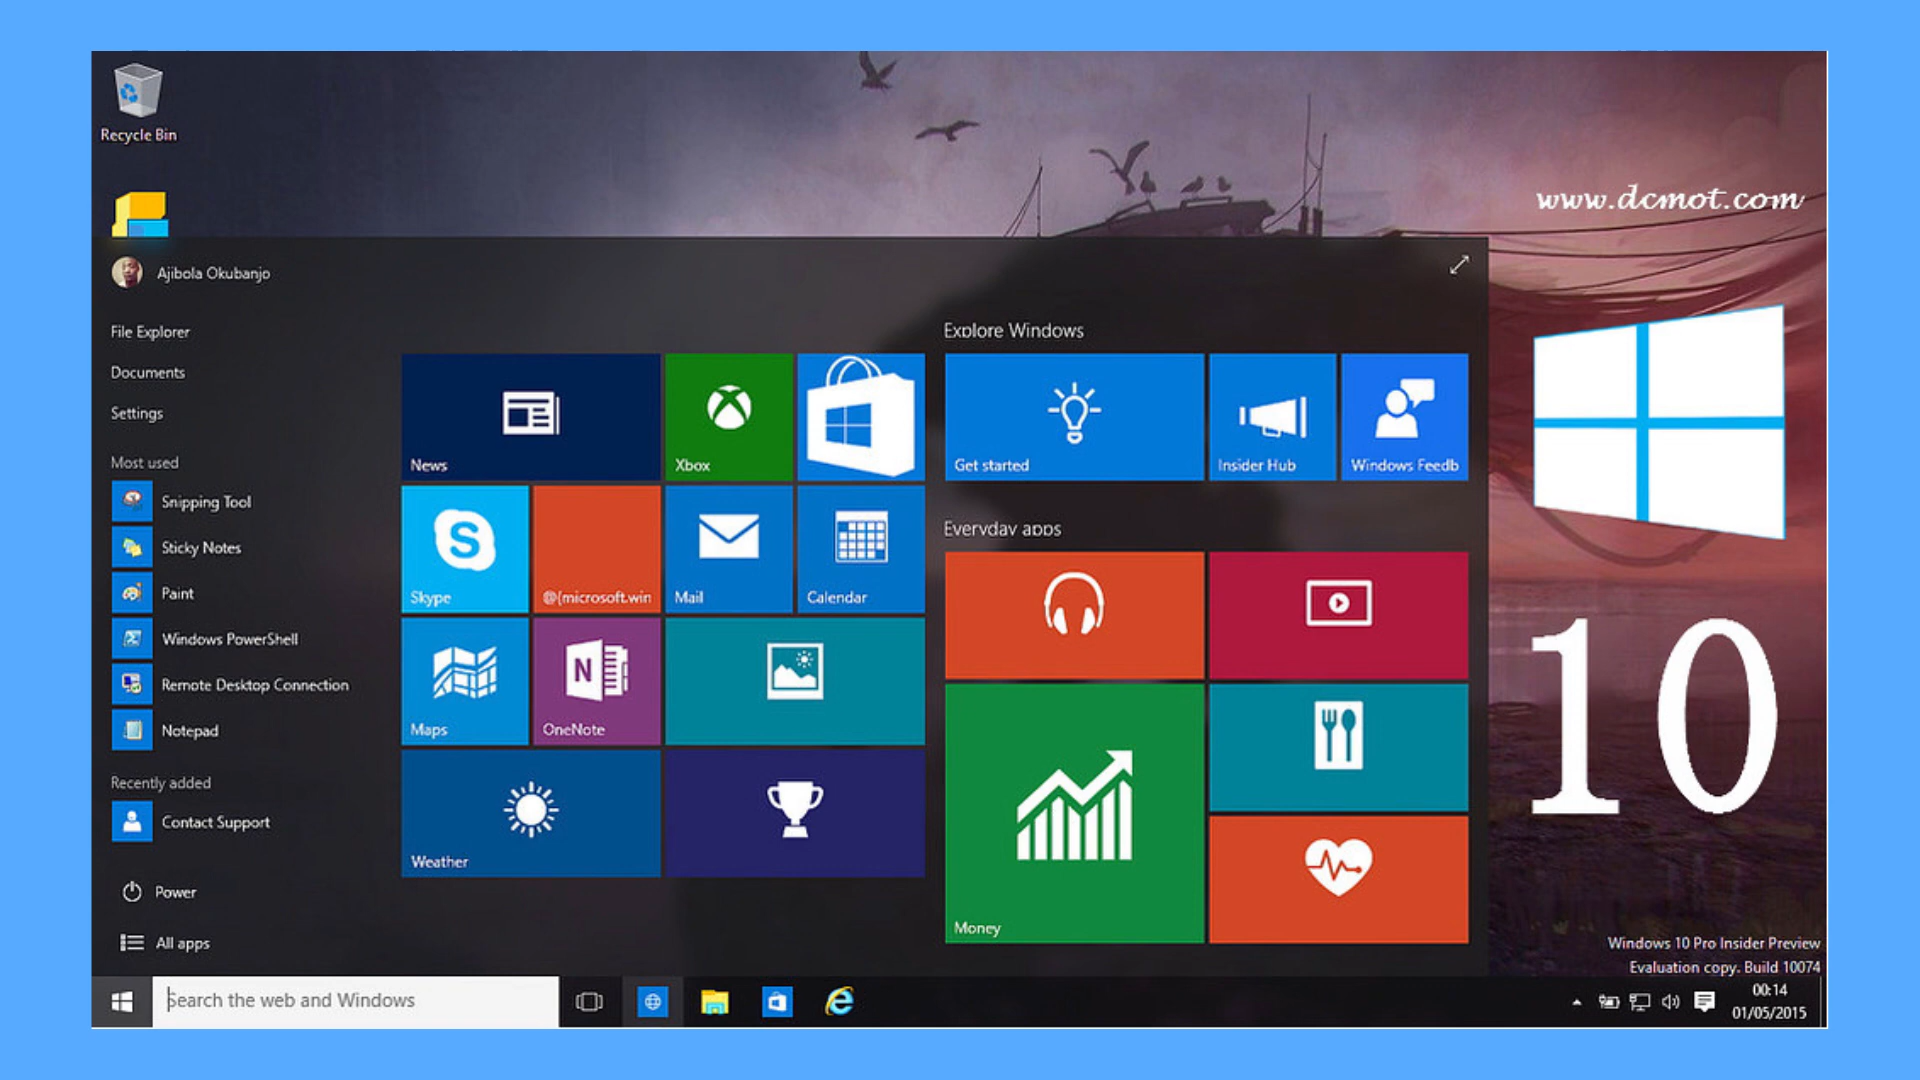 Recycle Bin
www.dcmot.com
Ajibola Okubanjo
File Explorer
Documents
Settings
Most used
Snipping Tool
Sticky Notes
Paint
Windows PowerShell
Remote Desktop Connection
Notepad
Recently added
Contact Support
Power
All apps
News
Xbox
Skype
@{microsoft.win
Mail
Calendar
Maps
N
OneNote
Weather
Explore Windows
Get started
Insider Hub
Windows Feedb
Everyday apps
Money
10
Windows 10 Pro Insider Preview
Evaluation copy. Build 10074
Search the web and Windows
00:14
01/05/2015